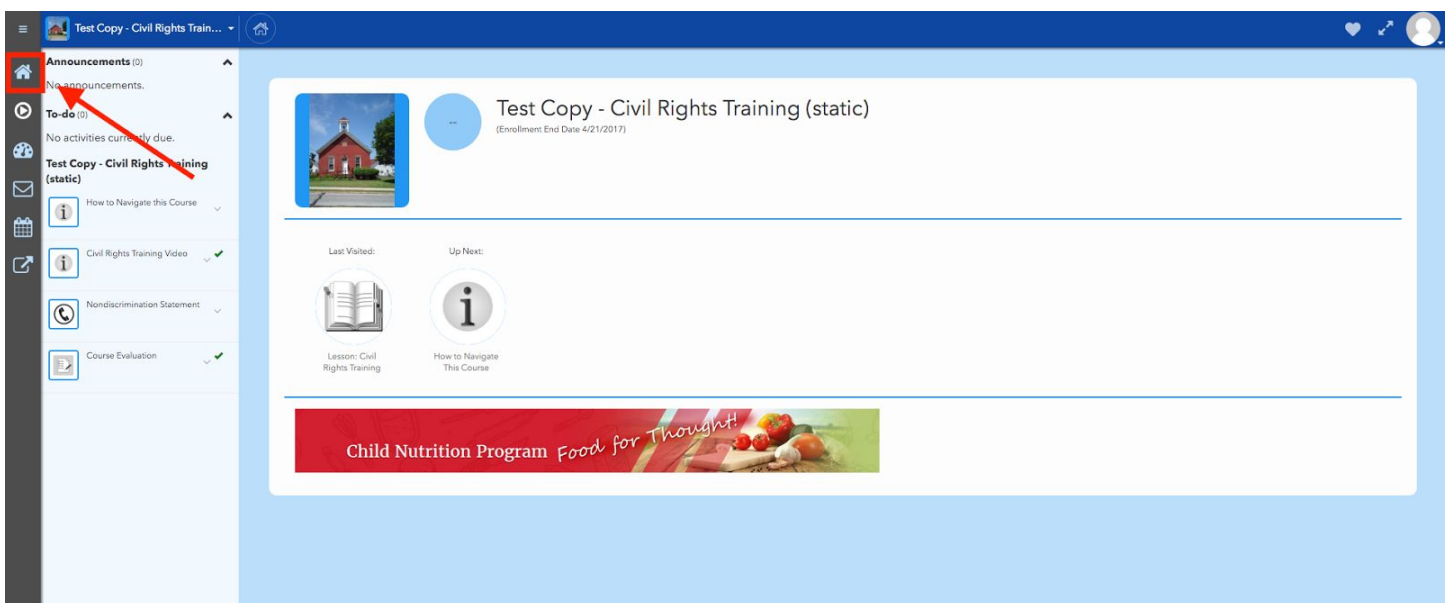 Test Copy - Civil Rights Train...
Announcements (0)
No announcements.
To-do (0)
No activities currently due.
Test Copy - Civil Rights Training
(static)
How to Navigate this Course
Civil Rights Training Video
Nondiscrimination Statement
Course Evaluation
--
Test Copy - Civil Rights Training (static)
(Enrollment End Date 4/21/2017)
Last Visited:
Up Next:
Lesson: Civil
Rights Training
How to Navigate
This Course
Child Nutrition Program Food for Thought!